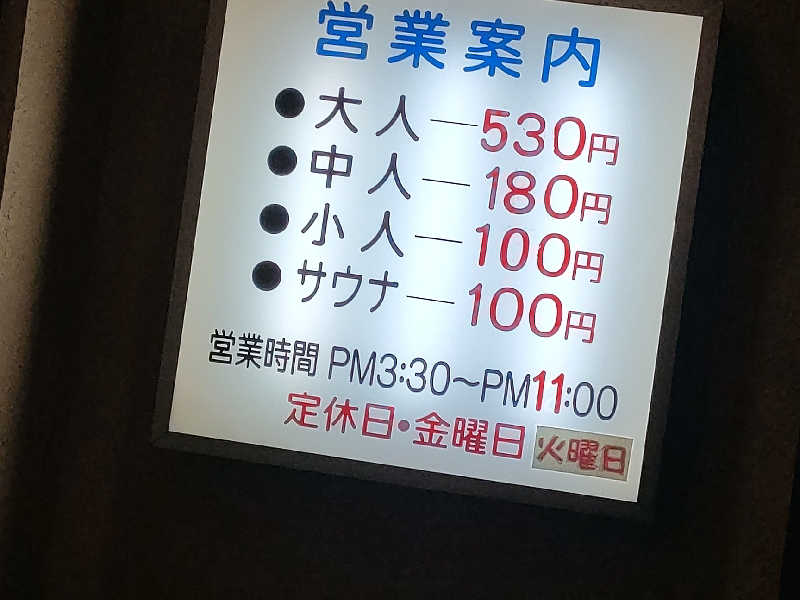 営業案内
●大人―530円
●中人―180円
●小人―100円
●サウナ―100円
営業時間 PM3:30～PM11:00
定休日・金曜日 火曜日